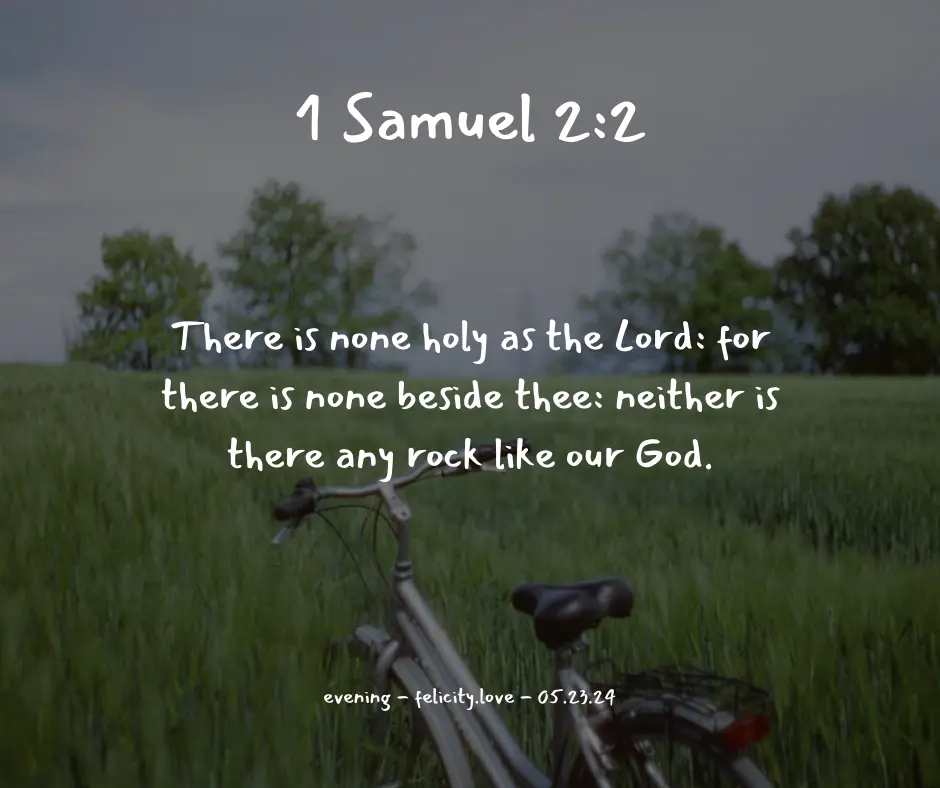 1 Samuel 2:2
There is none holy as the Lord: for
there is none beside thee: neither is
there any rock like our God.
evening - felicity.love - 05.23.24